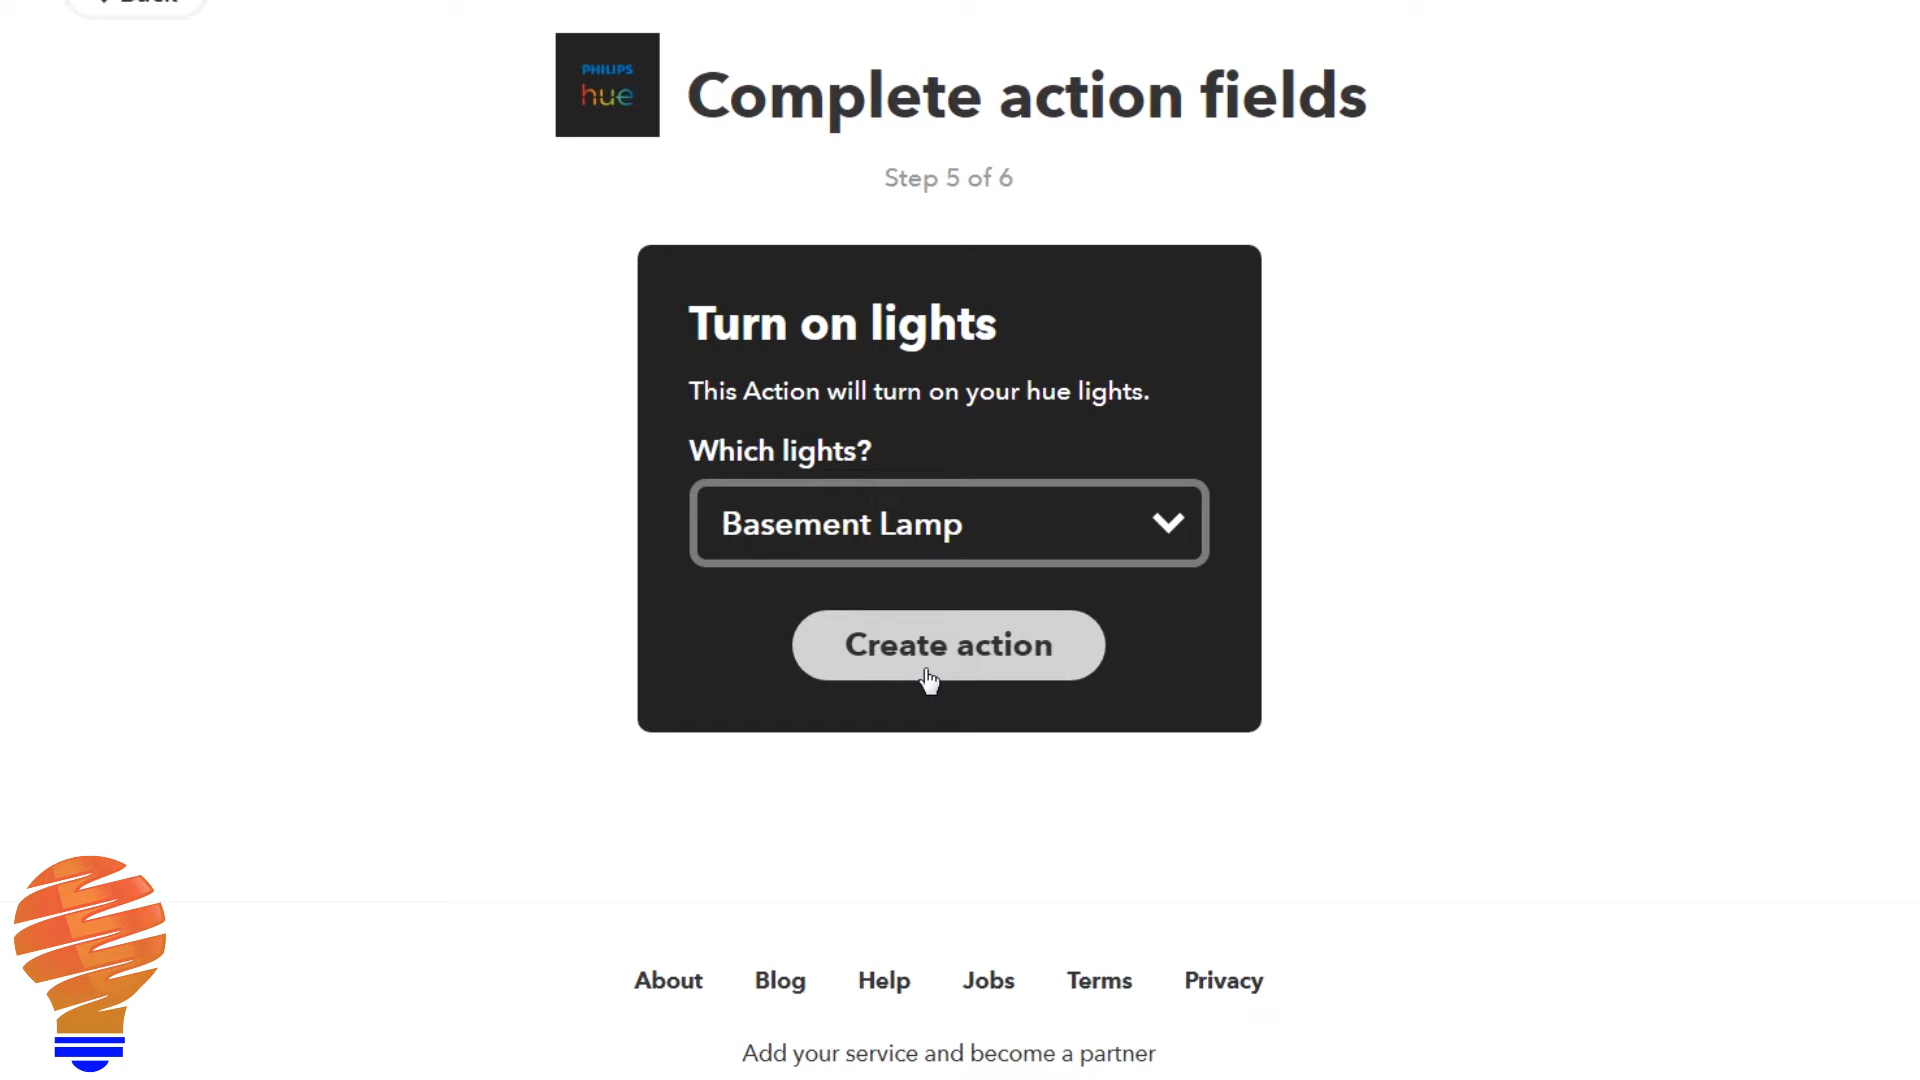 Back
PHILIPS
hue
Complete action fields
Step 5 of 6
Turn on lights
This Action will turn on your hue lights.
Which lights?
Basement Lamp
Create action
About Blog Help Jobs Terms Privacy
Add your service and become a partner